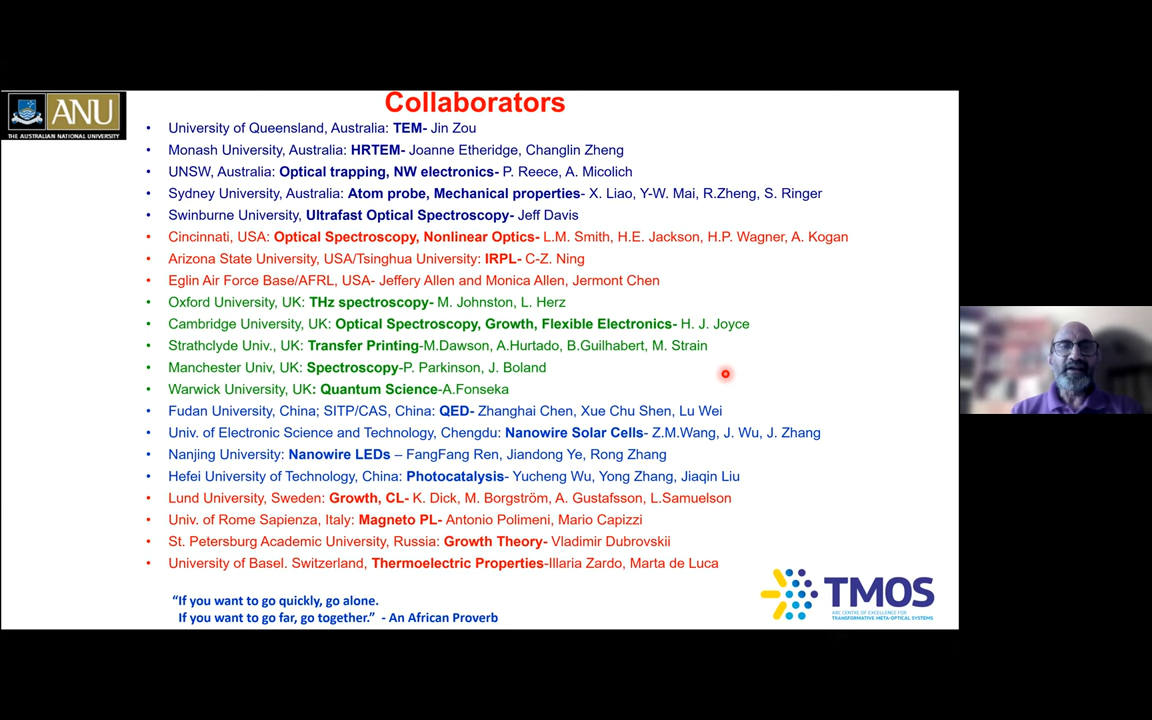 ANU
THE AUSTRALIAN NATIONAL UNIVERSITY
Collaborators
• University of Queensland, Australia: TEM- Jin Zou
• Monash University, Australia: HRTEM- Joanne Etheridge, Changlin Zheng
• UNSW, Australia: Optical trapping, NW electronics- P. Reece, A. Micolich
• Sydney University, Australia: Atom probe, Mechanical properties- X. Liao, Y-W. Mai, R.Zheng, S. Ringer
• Swinburne University, Ultrafast Optical Spectroscopy- Jeff Davis
• Cincinnati, USA: Optical Spectroscopy, Nonlinear Optics- L.M. Smith, H.E. Jackson, H.P. Wagner, A. Kogan
• Arizona State University, USA/Tsinghua University: IRPL- C-Z. Ning
• Eglin Air Force Base/AFRL, USA- Jeffery Allen and Monica Allen, Jermont Chen
• Oxford University, UK: THz spectroscopy- M. Johnston, L. Herz
• Cambridge University, UK: Optical Spectroscopy, Growth, Flexible Electronics- H. J. Joyce
• Strathclyde Univ., UK: Transfer Printing-M.Dawson, A.Hurtado, B.Guilhabert, M. Strain
• Manchester Univ, UK: Spectroscopy-P. Parkinson, J. Boland
• Warwick University, UK: Quantum Science-A.Fonseka
• Fudan University, China; SITP/CAS, China: QED- Zhanghai Chen, Xue Chu Shen, Lu Wei
• Univ. of Electronic Science and Technology, Chengdu: Nanowire Solar Cells- Z.M.Wang, J. Wu, J. Zhang
• Nanjing University: Nanowire LEDs – FangFang Ren, Jiandong Ye, Rong Zhang
• Hefei University of Technology, China: Photocatalysis- Yucheng Wu, Yong Zhang, Jiaqin Liu
• Lund University, Sweden: Growth, CL- K. Dick, M. Borgström, A. Gustafsson, L.Samuelson
• Univ. of Rome Sapienza, Italy: Magneto PL- Antonio Polimeni, Mario Capizzi
• St. Petersburg Academic University, Russia: Growth Theory- Vladimir Dubrovskii
• University of Basel. Switzerland, Thermoelectric Properties-Illaria Zardo, Marta de Luca
“If you want to go quickly, go alone.
If you want to go far, go together.” - An African Proverb
TMOS
ARC CENTRE OF EXCELLENCE FOR
TRANSFORMATIVE META-OPTICAL SYSTEMS